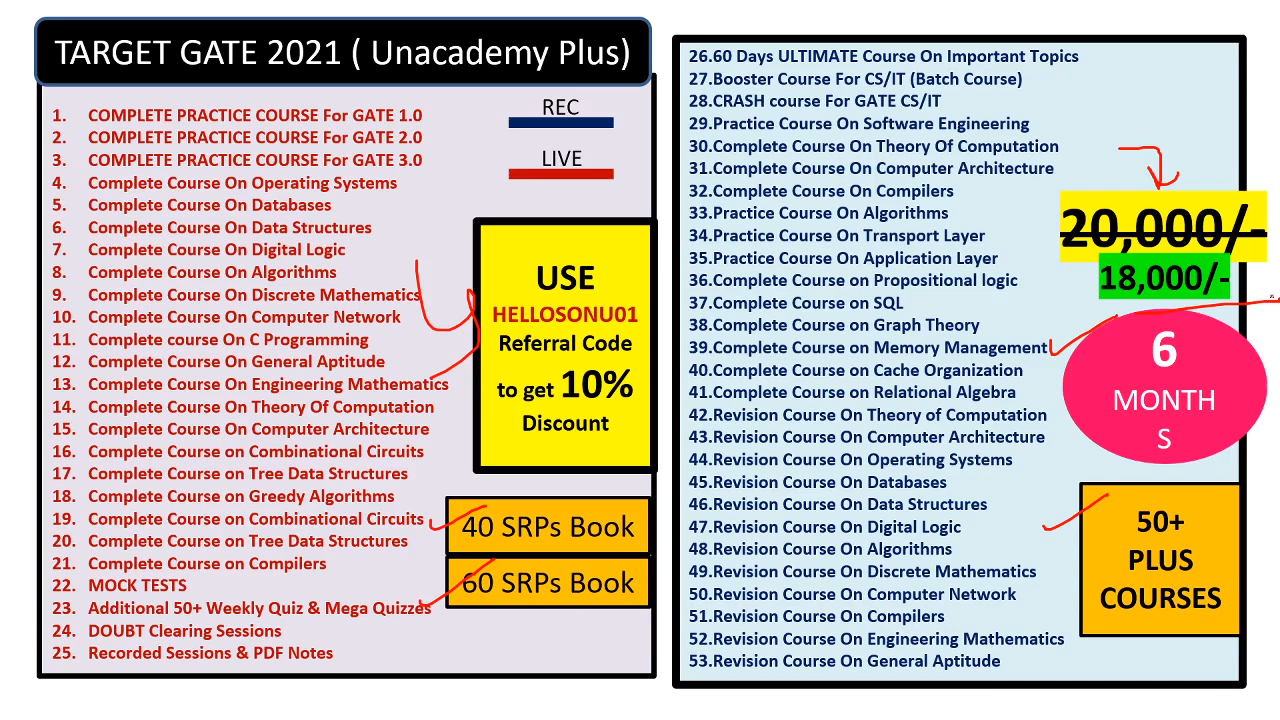 TARGET GATE 2021 ( Unacademy Plus)
REC
LIVE
1. COMPLETE PRACTICE COURSE For GATE 1.0
2. COMPLETE PRACTICE COURSE For GATE 2.0
3. COMPLETE PRACTICE COURSE For GATE 3.0
4. Complete Course On Operating Systems
5. Complete Course On Databases
6. Complete Course On Data Structures
7. Complete Course On Digital Logic
8. Complete Course On Algorithms
9. Complete Course On Discrete Mathematics
10. Complete Course On Computer Network
11. Complete course On C Programming
12. Complete Course On General Aptitude
13. Complete Course On Engineering Mathematics
14. Complete Course On Theory Of Computation
15. Complete Course On Computer Architecture
16. Complete Course on Combinational Circuits
17. Complete Course on Tree Data Structures
18. Complete Course on Greedy Algorithms
19. Complete Course on Combinational Circuits
20. Complete Course on Tree Data Structures
21. Complete Course on Compilers
22. MOCK TESTS
23. Additional 50+ Weekly Quiz & Mega Quizzes
24. DOUBT Clearing Sessions
25. Recorded Sessions & PDF Notes
USE
HELLOSONU01
Referral Code
to get 10%
Discount
40 SRPs Book
60 SRPs Book
26.60 Days ULTIMATE Course On Important Topics
27.Booster Course For CS/IT (Batch Course)
28.CRASH course For GATE CS/IT
29.Practice Course On Software Engineering
30.Complete Course On Theory Of Computation
31.Complete Course On Computer Architecture
32.Complete Course On Compilers
33.Practice Course On Algorithms
34.Practice Course On Transport Layer
35.Practice Course On Application Layer
36.Complete Course on Propositional logic
37.Complete Course on SQL
38.Complete Course on Graph Theory
39.Complete Course on Memory Management
40.Complete Course on Cache Organization
41.Complete Course on Relational Algebra
42.Revision Course On Theory of Computation
43.Revision Course On Computer Architecture
44.Revision Course On Operating Systems
45.Revision Course On Databases
46.Revision Course On Data Structures
47.Revision Course On Digital Logic
48.Revision Course On Algorithms
49.Revision Course On Discrete Mathematics
50.Revision Course On Computer Network
51.Revision Course On Compilers
52.Revision Course On Engineering Mathematics
53.Revision Course On General Aptitude
20,000/-
18,000/-
6
MONTH
S
50+
PLUS
COURSES